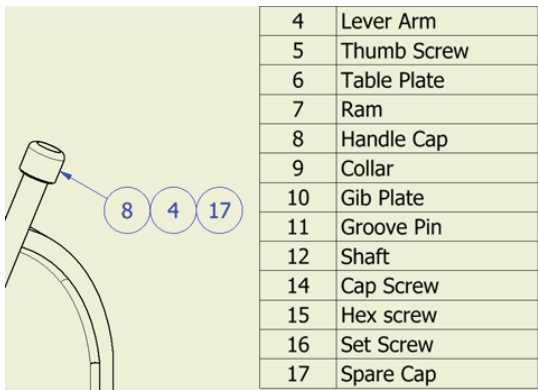 8 4 17
4 Lever Arm
5 Thumb Screw
6 Table Plate
7 Ram
8 Handle Cap
9 Collar
10 Gib Plate
11 Groove Pin
12 Shaft
14 Cap Screw
15 Hex screw
16 Set Screw
17 Spare Cap